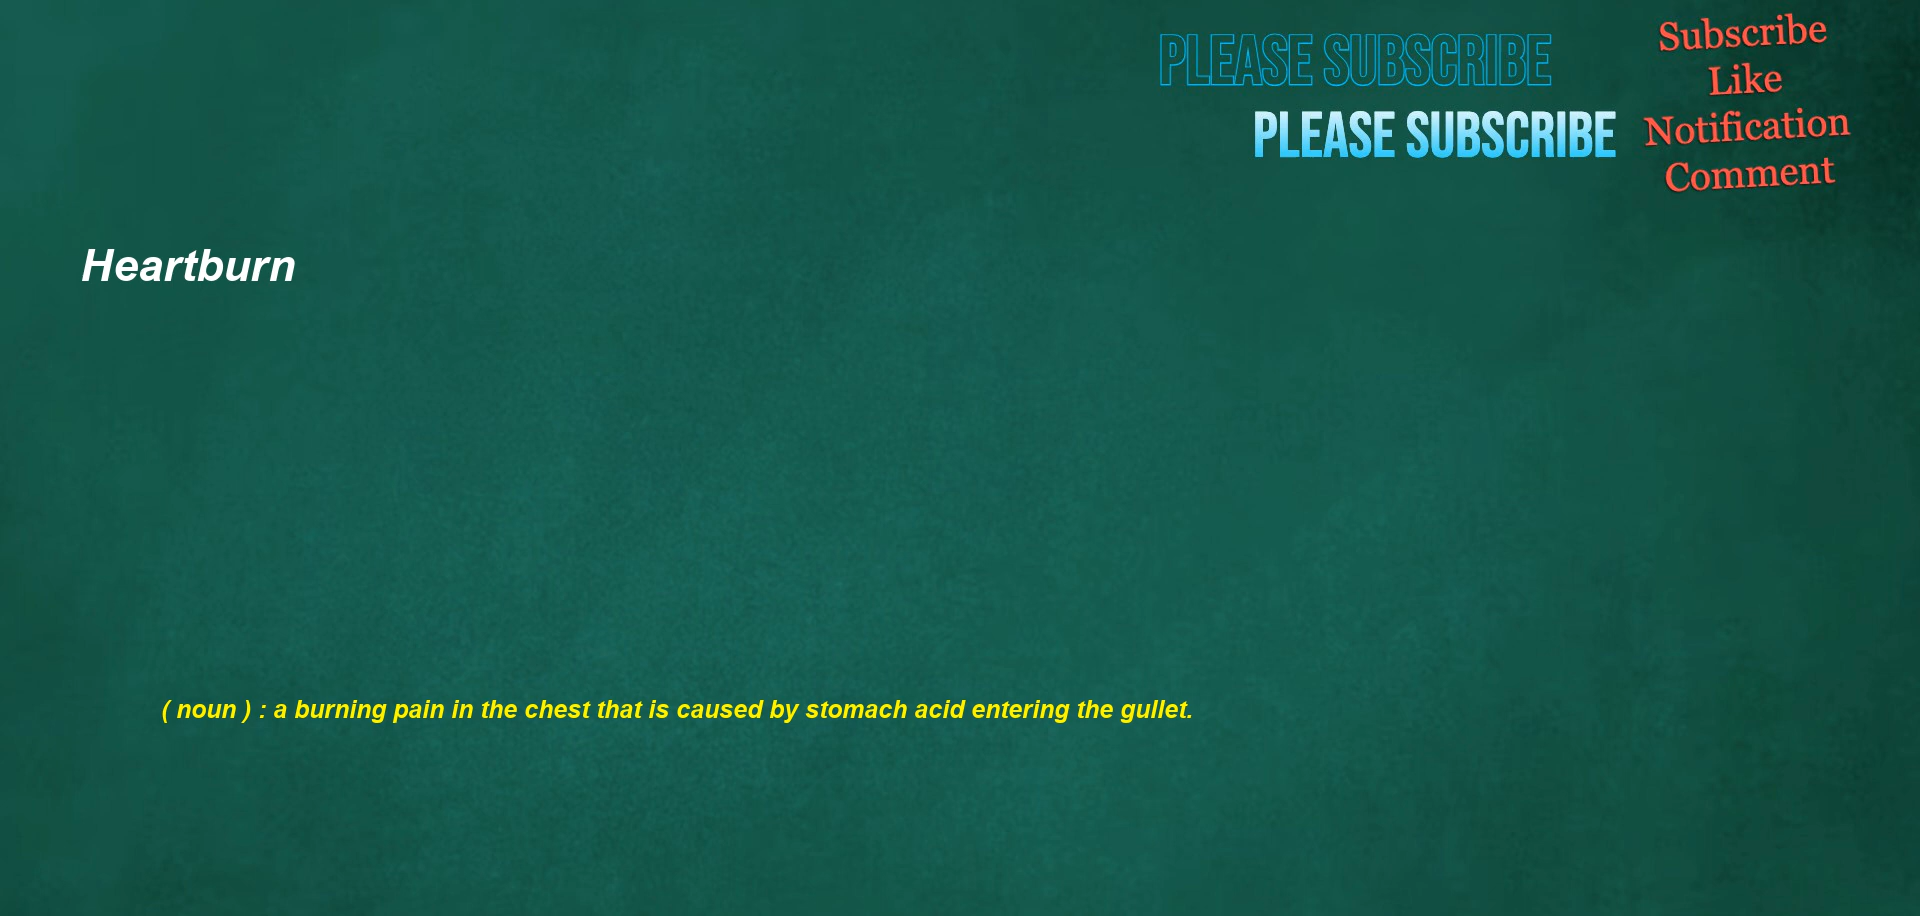 PLEASE SUBSCRIBE
PLEASE SUBSCRIBE
Subscribe
Like
Notification
Comment
Heartburn
( noun ) : a burning pain in the chest that is caused by stomach acid entering the gullet.